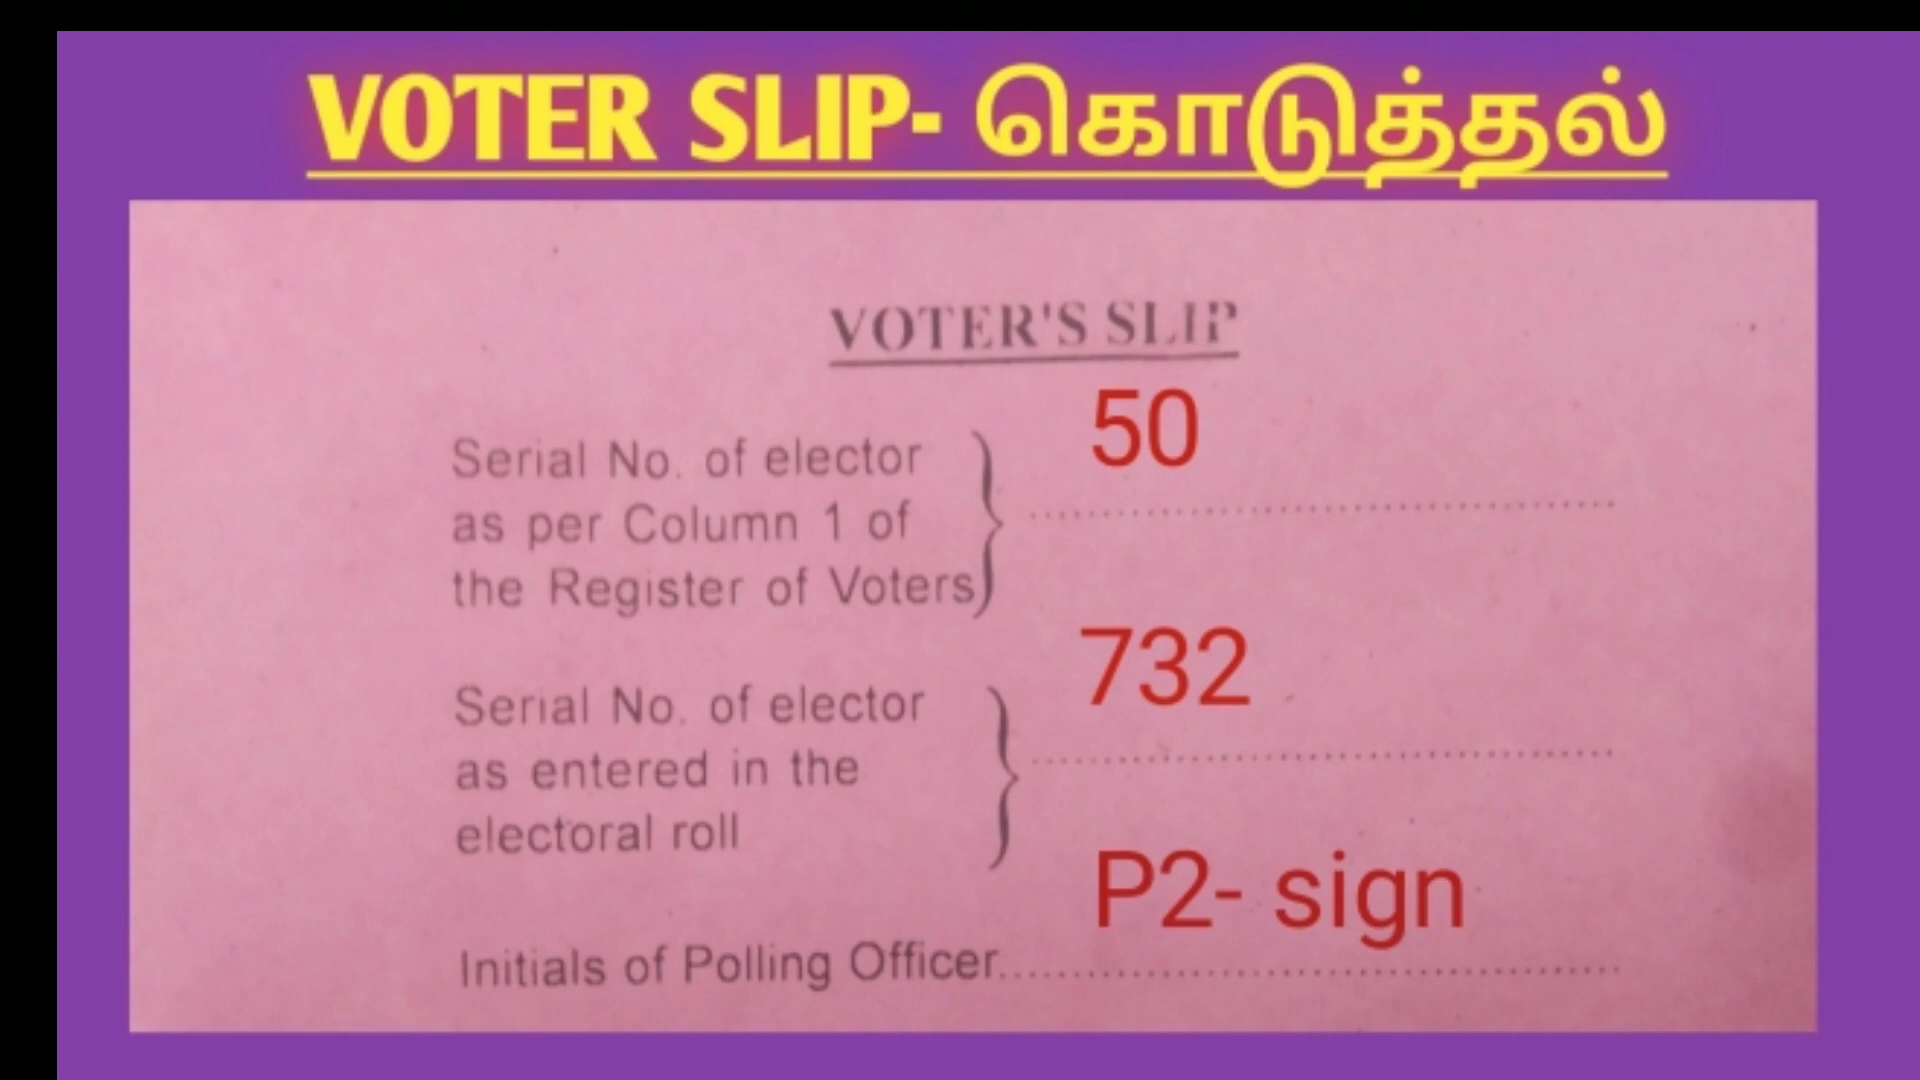 VOTER SLIP- கொடுத்தல்
VOTER'S SLIP
50
Serial No. of elector
as per Column 1 of
the Register of Voters
732
Serial No. of elector
as entered in the
electoral roll
P2- sign
Initials of Polling Officer